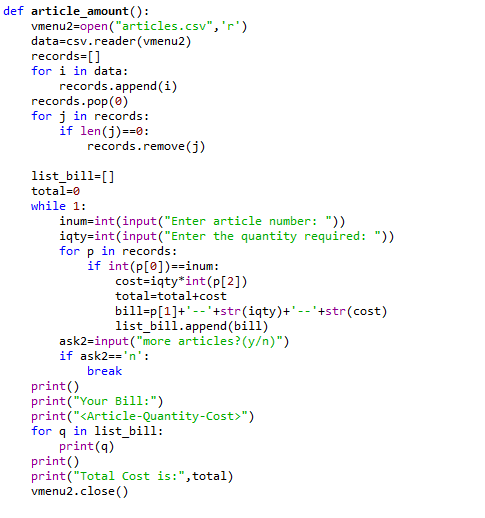 def article_amount():
    vmenu2=open("articles.csv",'r')
    data=csv.reader(vmenu2)
    records=[]
    for i in data:
        records.append(i)
    records.pop(0)
    for j in records:
        if len(j)==0:
            records.remove(j)

    list_bill=[]
    total=0
    while 1:
        inum=int(input("Enter article number: "))
        iqty=int(input("Enter the quantity required: "))
        for p in records:
            if int(p[0])==inum:
                cost=iqty*int(p[2])
                total=total+cost
                bill=p[1]+'--'+str(iqty)+'--'+str(cost)
                list_bill.append(bill)
        ask2=input("more articles?(y/n)")
        if ask2=='n':
            break
    print()
    print("Your Bill:")
    print("<Article-Quantity-Cost>")
    for q in list_bill:
        print(q)
    print()
    print("Total Cost is:",total)
    vmenu2.close()